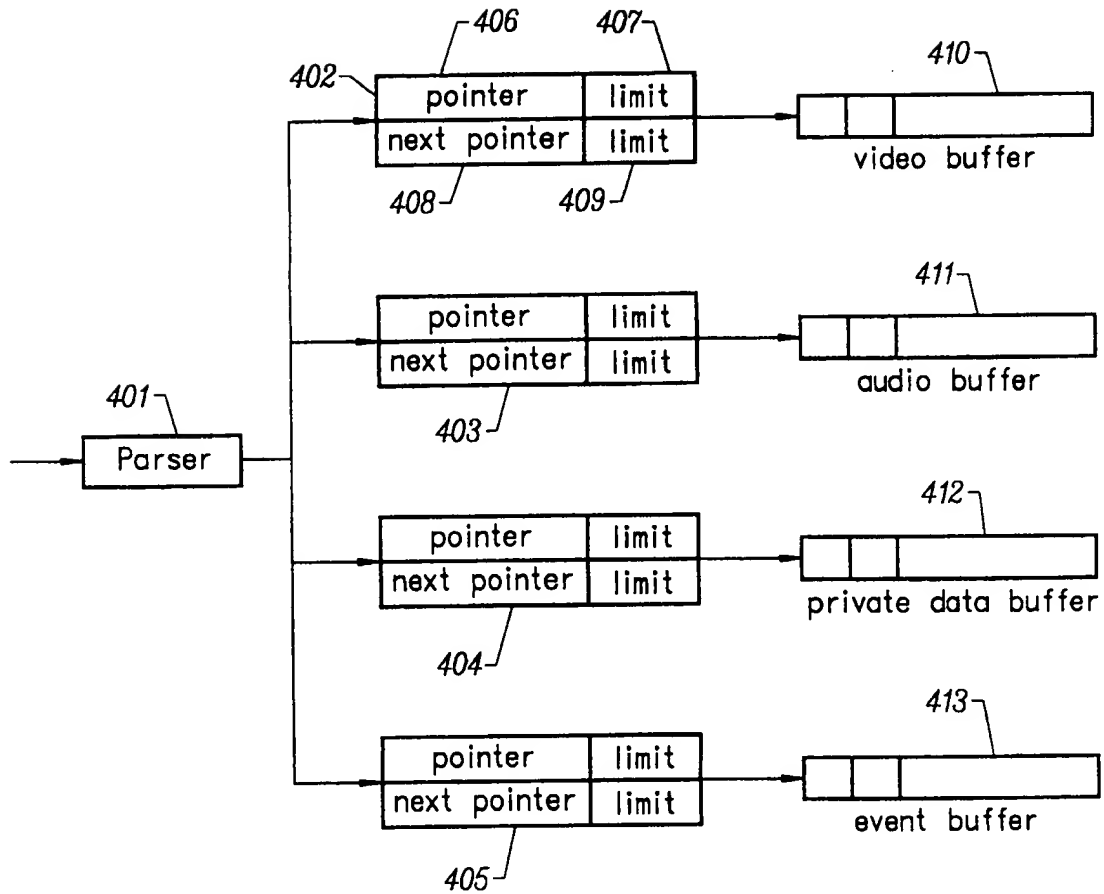 406
407
410
402
pointer limit
next pointer limit
video buffer
408
409
411
pointer limit
next pointer limit
audio buffer
401
403
Parser
412
pointer limit
next pointer limit
private data buffer
404
413
pointer limit
next pointer limit
event buffer
405